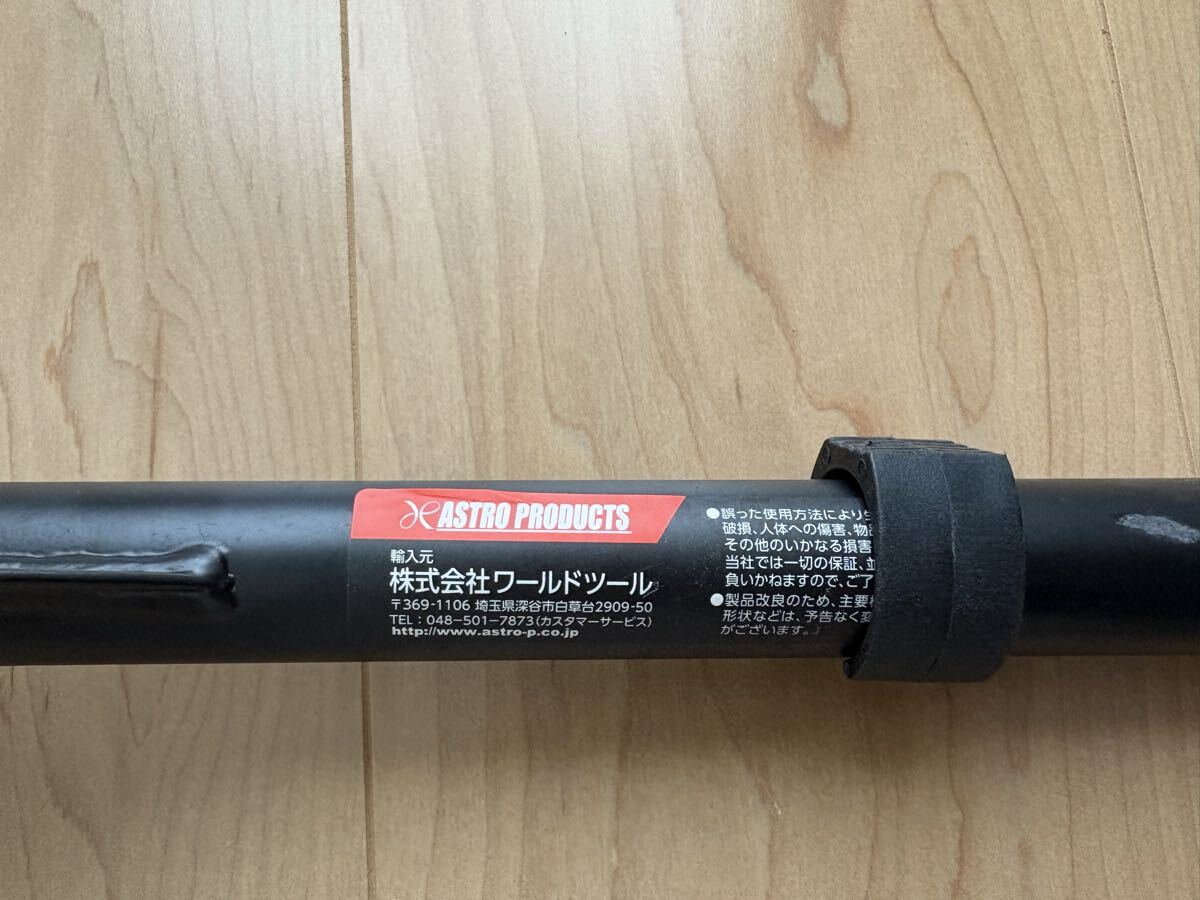 ASTRO PRODUCTS
輸入元
株式会社ワールドツール
〒369-1106 埼玉県深谷市白草台2909-50
TEL：048-501-7873（カスタマーサービス）
http://www.astro-p.co.jp
●誤った使用方法により
破損、人体への傷害、物
その他のいかなる損害
当社では一切の保証、
負いかねますので、ご了
●製品改良のため、主要
形状などは、予告なく変
がございます。